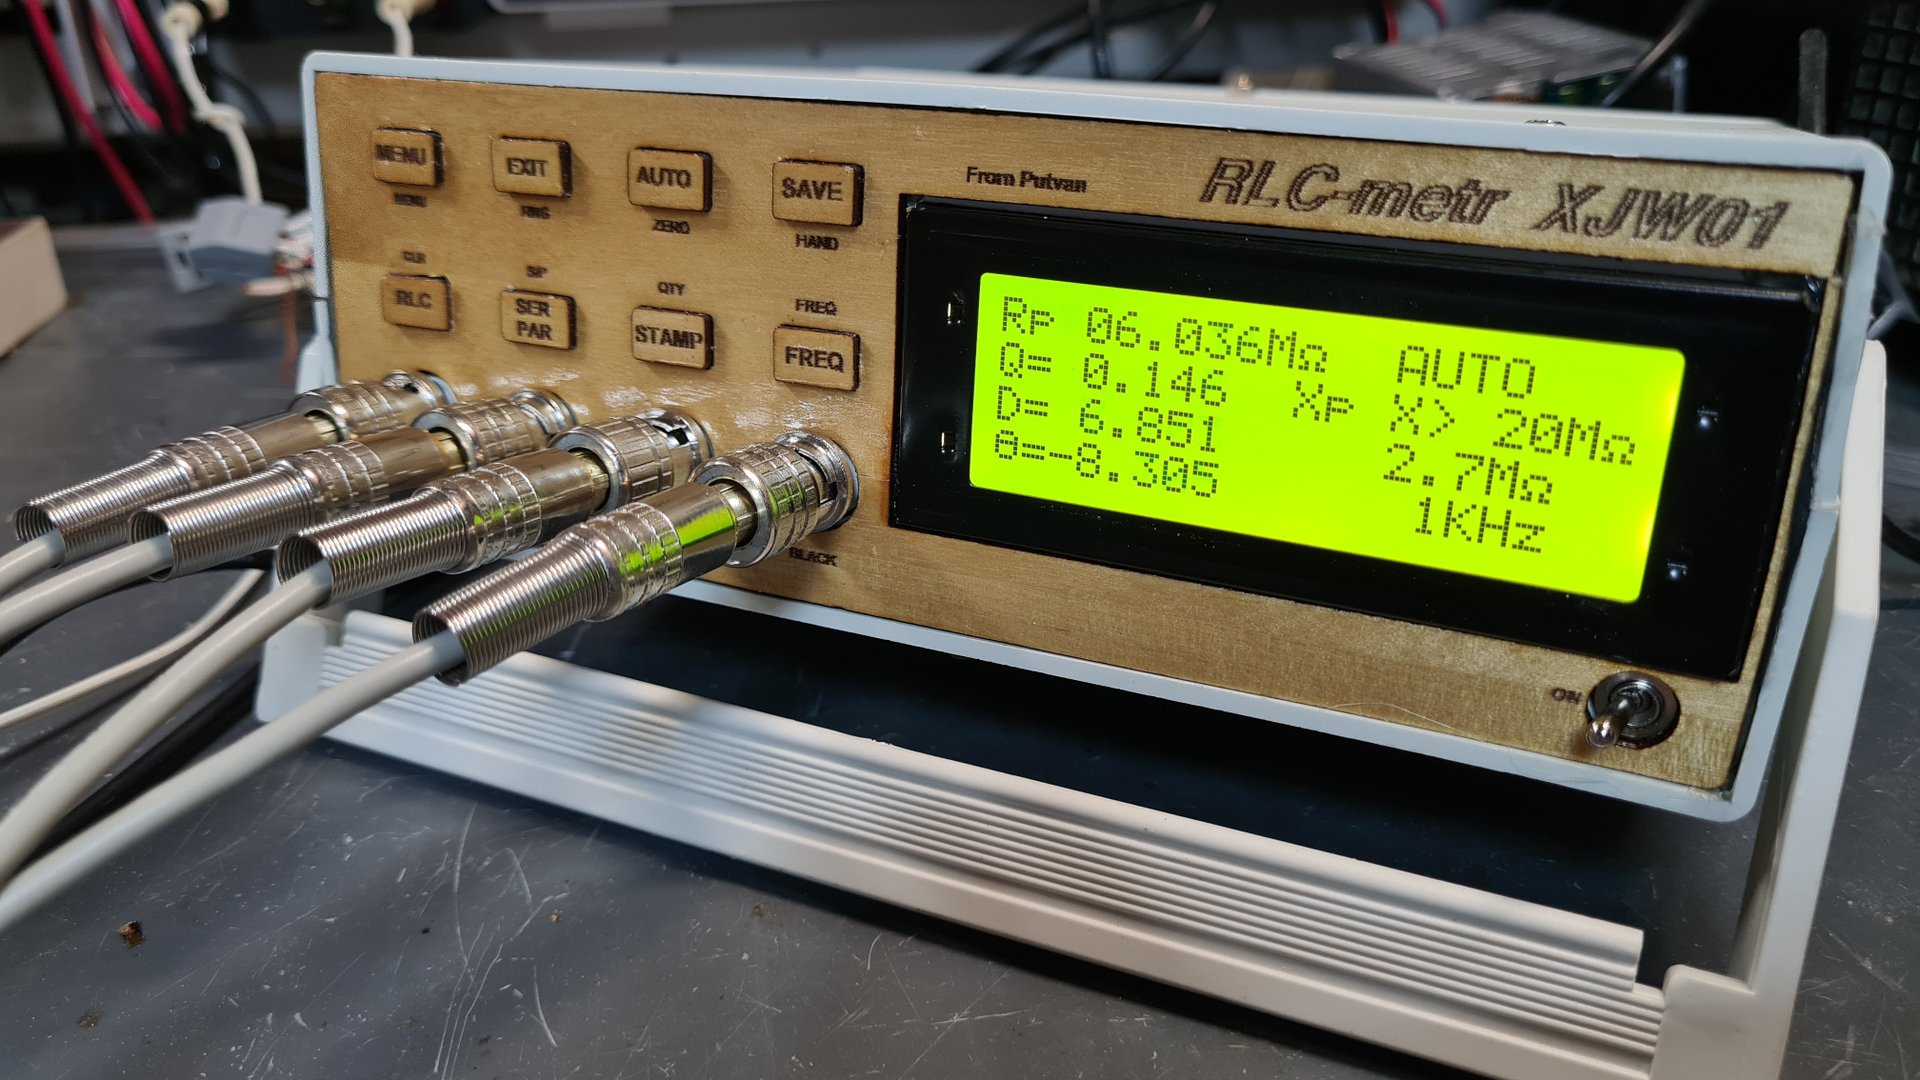 MENU EXIT AUTO SAVE
MENU RNG ZERO HAND
CLR SP QTY FREQ
RLC SER PAR STAMP FREQ
BLACK
From Putvan
RLC-metr XJW01
Rp 06.036MΩ AUTO
Q= 0.146 Xp X> 20MΩ
D= 6.851 2.7MΩ
θ=-8.305 1KHz
ON